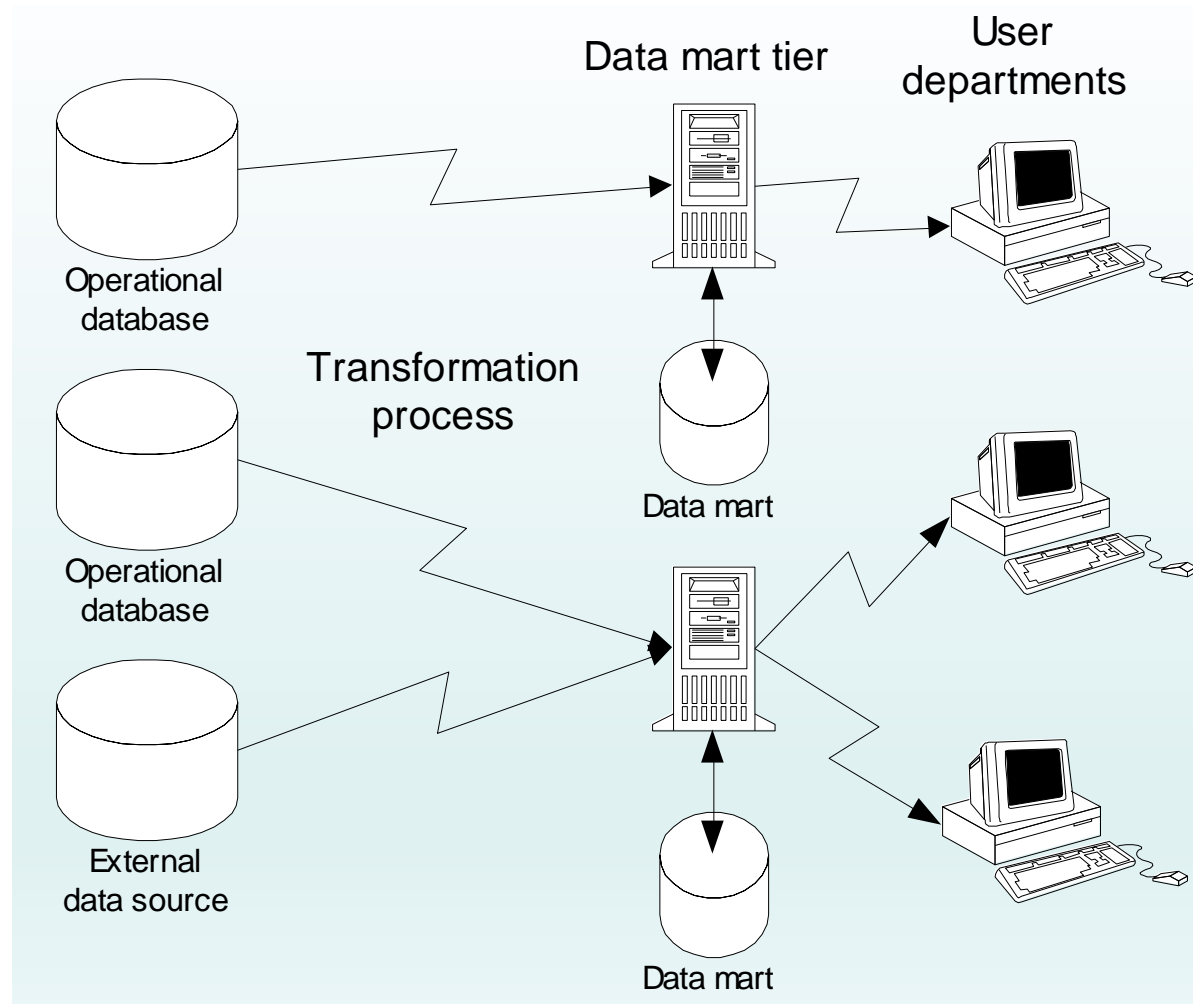 Data mart tier
User
departments
Operational
database
Transformation
process
Data mart
Operational
database
External
data source
Data mart